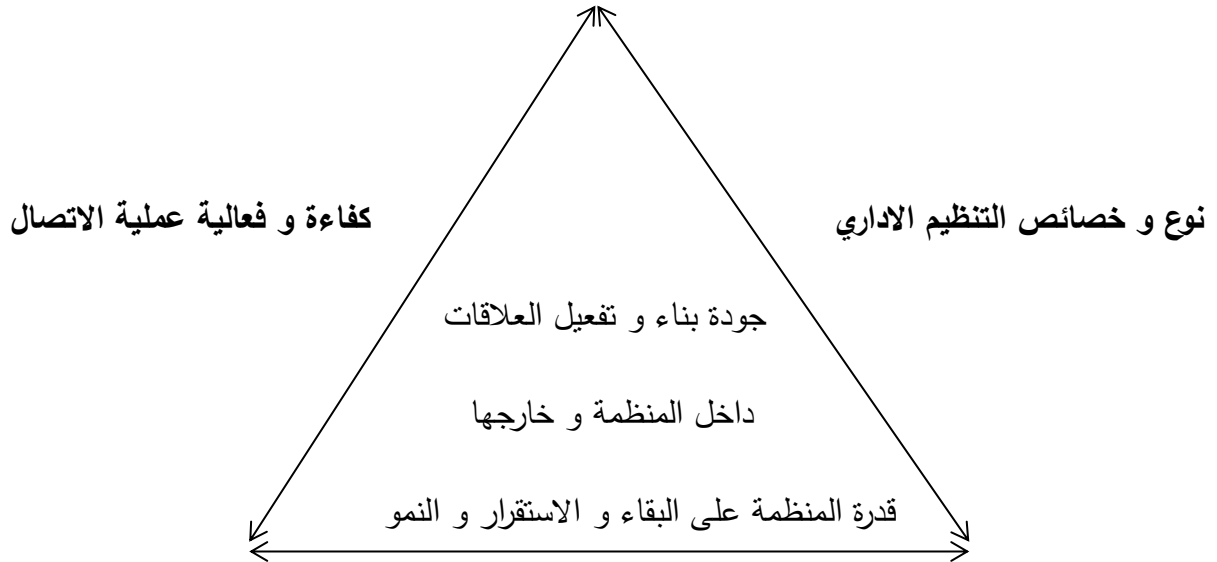 نوع و خصائص التنظيم الاداري
كفاءة و فعالية عملية الاتصال
جودة بناء و تفعيل العلاقات
داخل المنظمة و خارجها
قدرة المنظمة على البقاء و الاستقرار و النمو